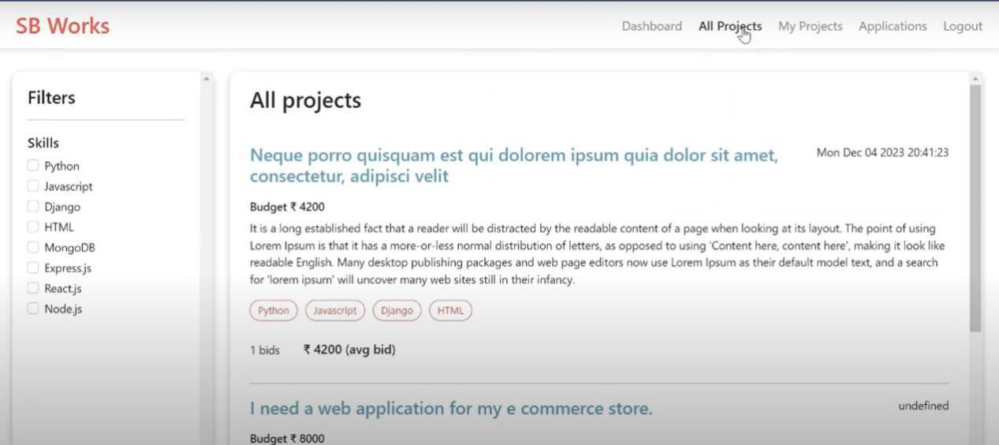 SB Works
Dashboard
All Projects
My Projects
Applications
Logout
Filters
Skills
Python
Javascript
Django
HTML
MongoDB
Express.js
React.js
Node.js
All projects
Neque porro quisquam est qui dolorem ipsum quia dolor sit amet,
consectetur, adipisci velit
Mon Dec 04 2023 20:41:23
Budget ₹ 4200
It is a long established fact that a reader will be distracted by the readable content of a page when looking at its layout. The point of using
Lorem Ipsum is that it has a more-or-less normal distribution of letters, as opposed to using 'Content here, content here', making it look like
readable English. Many desktop publishing packages and web page editors now use Lorem Ipsum as their default model text, and a search
for 'lorem ipsum' will uncover many web sites still in their infancy.
Python
Javascript
Django
HTML
1 bids
₹ 4200 (avg bid)
I need a web application for my e commerce store.
undefined
Budget ₹ 8000